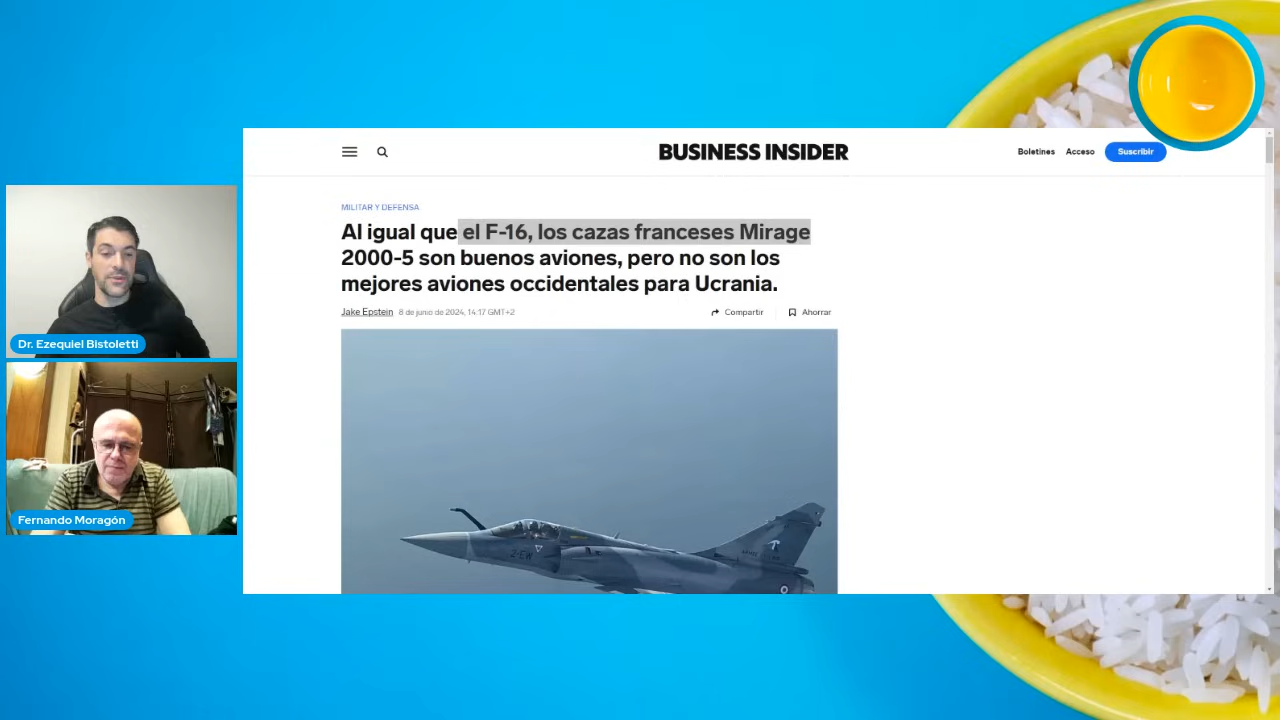 BUSINESS INSIDER
Boletines
Acceso
Suscribir
MILITAR Y DEFENSA
Al igual que el F-16, los cazas franceses Mirage
2000-5 son buenos aviones, pero no son los
mejores aviones occidentales para Ucrania.
Jake Epstein 8 de junio de 2024, 14:17 GMT+2
Compartir
Ahorrar
2-EW
Dr. Ezequiel Bistoletti
Fernando Moragón